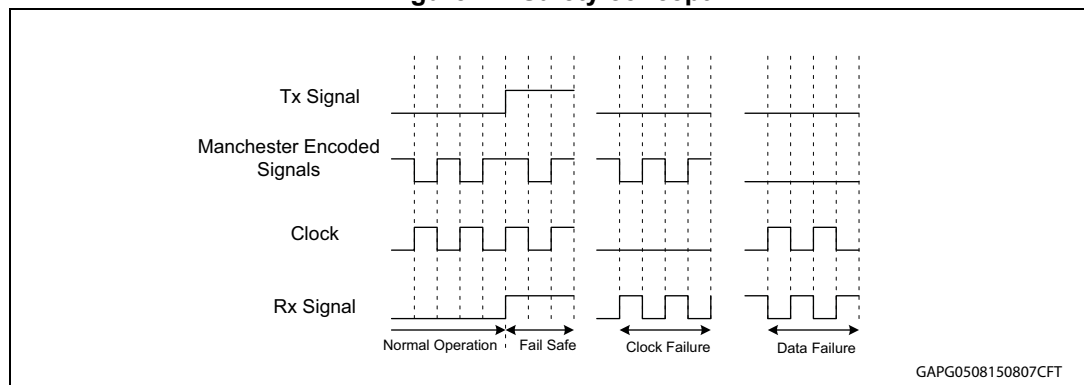 Tx Signal
Manchester Encoded
Signals
Clock
Rx Signal
Normal Operation
Fail Safe
Clock Failure
Data Failure
GAPG0508150807CFT